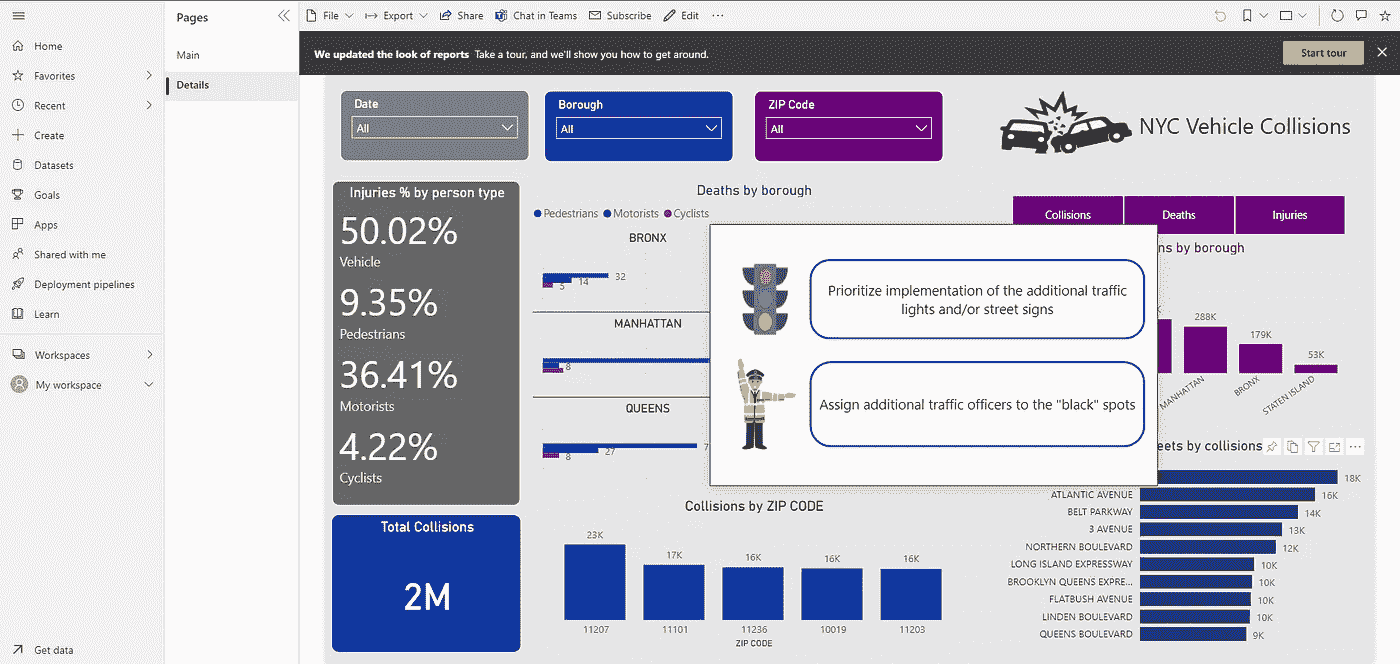 Pages
File
Export
Share
Chat in Teams
Subscribe
Edit
Home
Favorites
Recent
Create
Datasets
Goals
Apps
Shared with me
Deployment pipelines
Learn
Workspaces
My workspace
Get data
Main
Details
We updated the look of reports Take a tour, and we'll show you how to get around.
Start tour
Date
All
Borough
All
ZIP Code
All
NYC Vehicle Collisions
Injuries % by person type
50.02%
Vehicle
9.35%
Pedestrians
36.41%
Motorists
4.22%
Cyclists
Total Collisions
2M
Deaths by borough
Pedestrians Motorists Cyclists
BRONX
32
14
5
MANHATTAN
8
QUEENS
27
8
Collisions by ZIP CODE
23K
17K
16K
16K
16K
11207
11101
11236
10019
11203
ZIP CODE
Prioritize implementation of the additional traffic
lights and/or street signs
Assign additional traffic officers to the "black" spots
Collisions
Deaths
Injuries
by borough
288K
179K
53K
MANHATTAN
BRONX
STATEN ISLAND
by collisions
18K
ATLANTIC AVENUE 16K
BELT PARKWAY 14K
3 AVENUE 13K
NORTHERN BOULEVARD 12K
LONG ISLAND EXPRESSWAY 10K
BROOKLYN QUEENS EXPRE... 10K
FLATBUSH AVENUE 10K
LINDEN BOULEVARD 10K
QUEENS BOULEVARD 9K